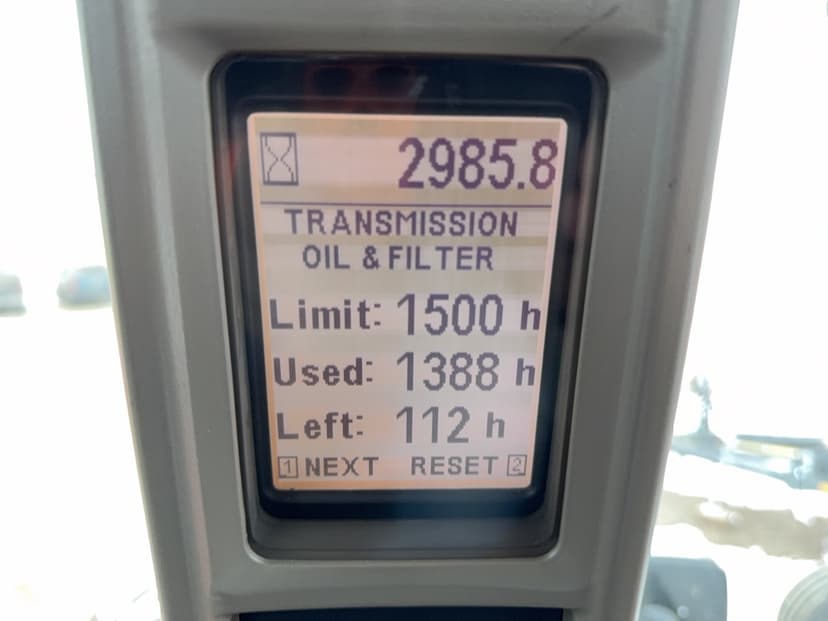 2985.8
TRANSMISSION
OIL & FILTER
Limit: 1500 h
Used: 1388 h
Left: 112 h
1 NEXT RESET 2